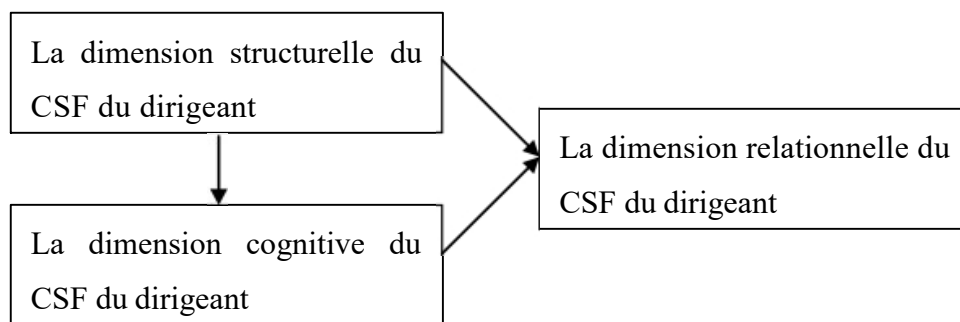 La dimension structurelle du
CSF du dirigeant
La dimension relationnelle du
CSF du dirigeant
La dimension cognitive du
CSF du dirigeant